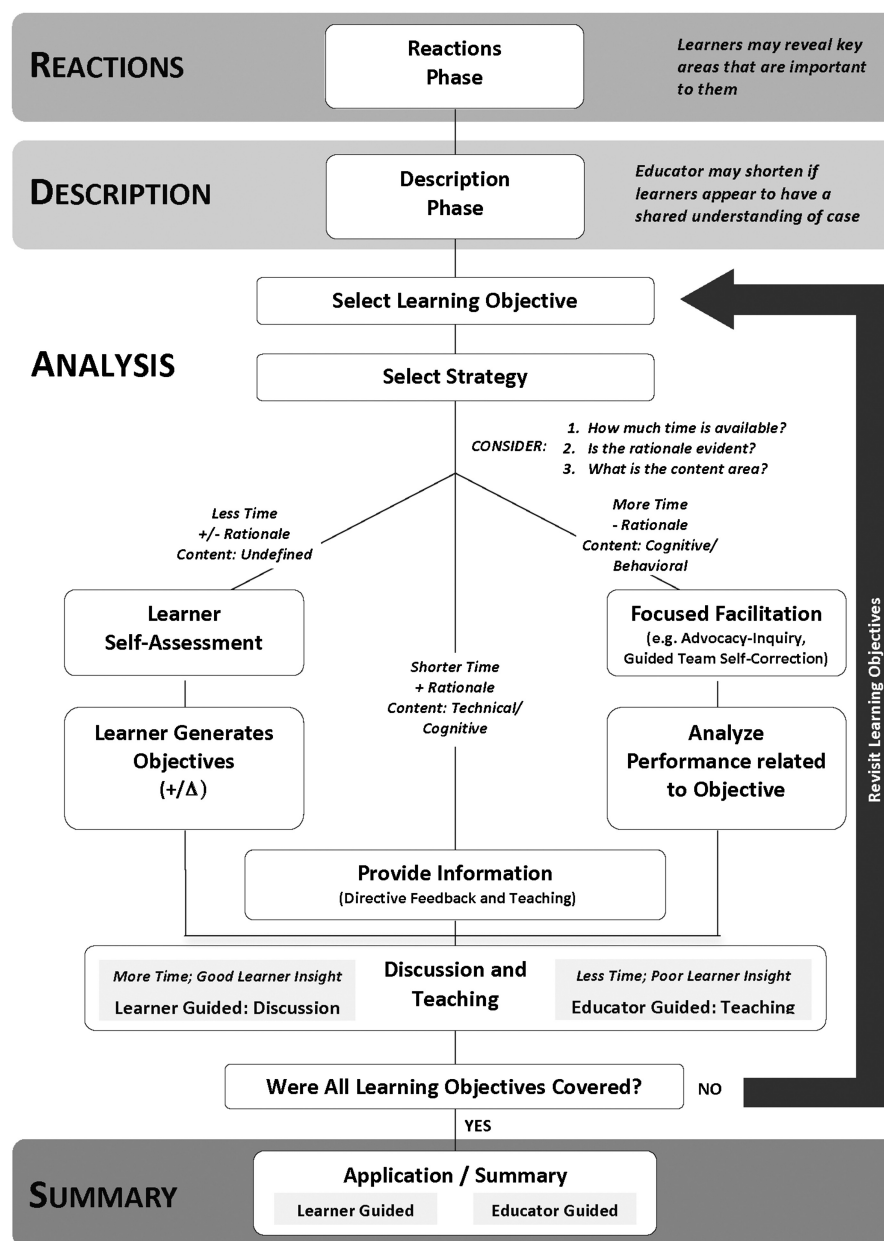 REACTIONS
Reactions
Phase
Learners may reveal key
areas that are important
to them
DESCRIPTION
Description
Phase
Educator may shorten if
learners appear to have a
shared understanding of case
Select Learning Objective
ANALYSIS
Select Strategy
CONSIDER:
1. How much time is available?
2. Is the rationale evident?
3. What is the content area?
Less Time
+/- Rationale
Content: Undefined
More Time
- Rationale
Content: Cognitive/
Behavioral
Learner
Self-Assessment
Shorter Time
+ Rationale
Content: Technical/
Cognitive
Focused Facilitation
(e.g. Advocacy-Inquiry,
Guided Team Self-Correction)
Learner Generates
Objectives
(+/Δ)
Analyze
Performance related
to Objective
Revisit Learning Objectives
Provide Information
(Directive Feedback and Teaching)
More Time; Good Learner Insight
Learner Guided: Discussion
Discussion and
Teaching
Less Time; Poor Learner Insight
Educator Guided: Teaching
Were All Learning Objectives Covered?
NO
YES
SUMMARY
Application / Summary
Learner Guided
Educator Guided